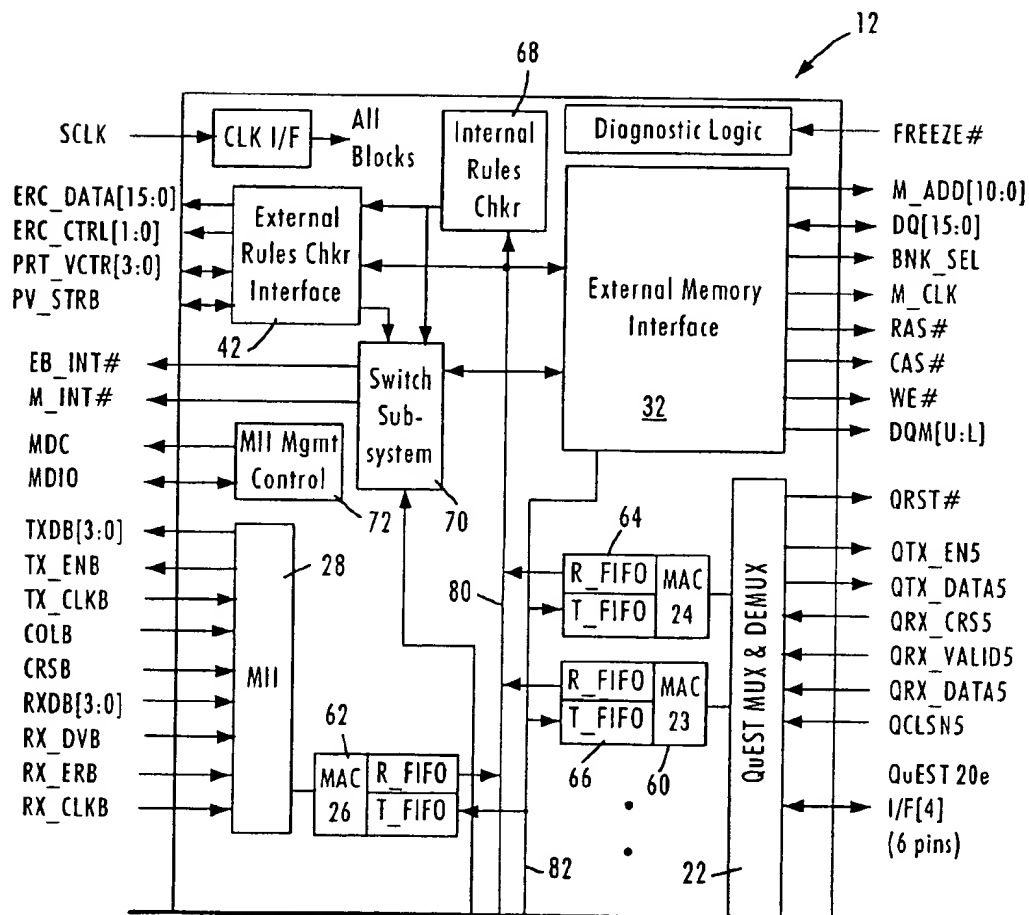 12
68
SCLK
CLK I/F
All
Blocks
Internal
Rules
Chkr
Diagnostic Logic
FREEZE#
ERC_DATA[15:0]
ERC_CTRL[1:0]
PRT_VCTR[3:0]
PV_STRB
External
Rules Chkr
Interface
42
External Memory
Interface
32
M_ADD[10:0]
DQ[15:0]
BNK_SEL
M_CLK
RAS#
CAS#
WE#
DQM[U:L]
EB_INT#
M_INT#
Switch
Sub-
system
70
MDC
MDIO
MII Mgmt
Control
72
TXDB[3:0]
TX_ENB
TX_CLKB
COLB
CRSB
RXDB[3:0]
RX_DVB
RX_ERB
RX_CLKB
MII
28
62
MAC
26
R_FIFO
T_FIFO
80
82
64
R_FIFO
T_FIFO
MAC
24
R_FIFO
T_FIFO
MAC
23
66
60
QuEST MUX & DEMUX
22
QRST#
QTX_EN5
QTX_DATA5
QRX_CRS5
QRX_VALID5
QRX_DATA5
QCLSN5
QuEST 20e
I/F[4]
(6 pins)